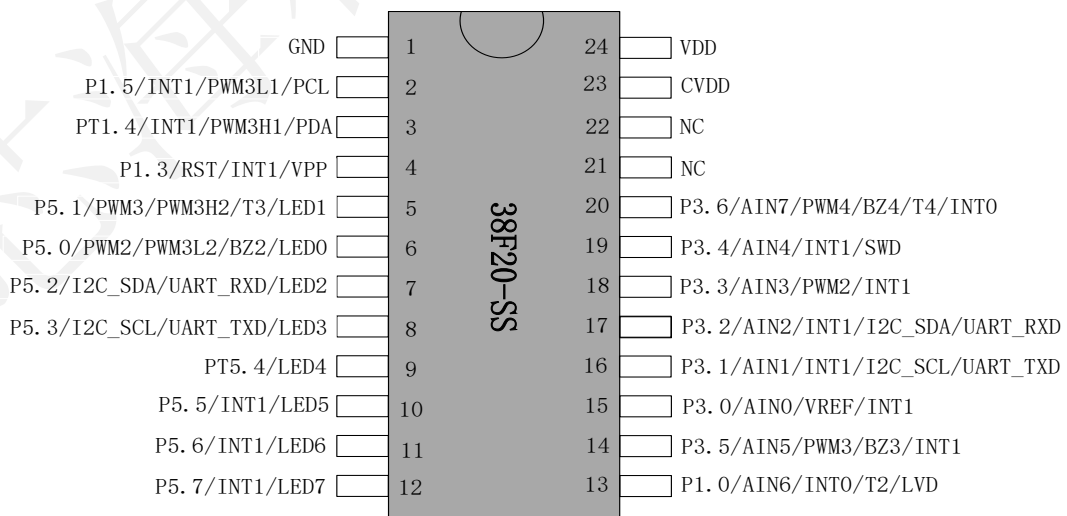 GND 1 24 VDD
P1.5/INT1/PWM3L1/PCL 2 23 CVDD
PT1.4/INT1/PWM3H1/PDA 3 22 NC
P1.3/RST/INT1/VPP 4 21 NC
P5.1/PWM3/PWM3H2/T3/LED1 5 20 P3.6/AIN7/PWM4/BZ4/T4/INT0
P5.0/PWM2/PWM3L2/BZ2/LED0 6 19 P3.4/AIN4/INT1/SWD
P5.2/I2C_SDA/UART_RXD/LED2 7 18 P3.3/AIN3/PWM2/INT1
P5.3/I2C_SCL/UART_TXD/LED3 8 17 P3.2/AIN2/INT1/I2C_SDA/UART_RXD
PT5.4/LED4 9 16 P3.1/AIN1/INT1/I2C_SCL/UART_TXD
P5.5/INT1/LED5 10 15 P3.0/AIN0/VREF/INT1
P5.6/INT1/LED6 11 14 P3.5/AIN5/PWM3/BZ3/INT1
P5.7/INT1/LED7 12 13 P1.0/AIN6/INT0/T2/LVD
38F20-SS